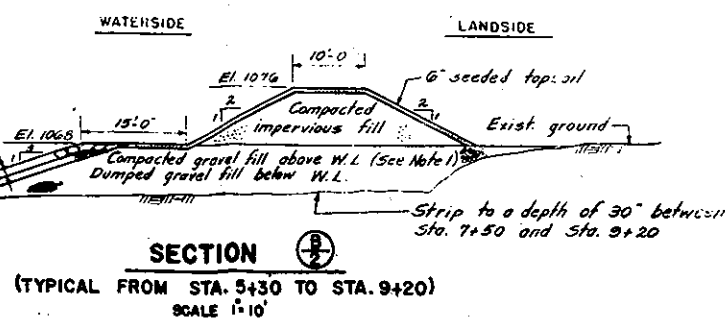 WATERSIDE
LANDSIDE
10'-0
El. 1076
6" seeded topsoil
2
1
Compacted
impervious fill
2
1
15'-0"
El. 1068
Exist. ground
1
Compacted gravel fill above W.L (See Note 1)
Dumped gravel fill below W.L.
Strip to a depth of 30" between
Sta. 7+50 and Sta. 9+20
SECTION B
2
(TYPICAL FROM STA. 5+30 TO STA. 9+20)
SCALE 1"=10'